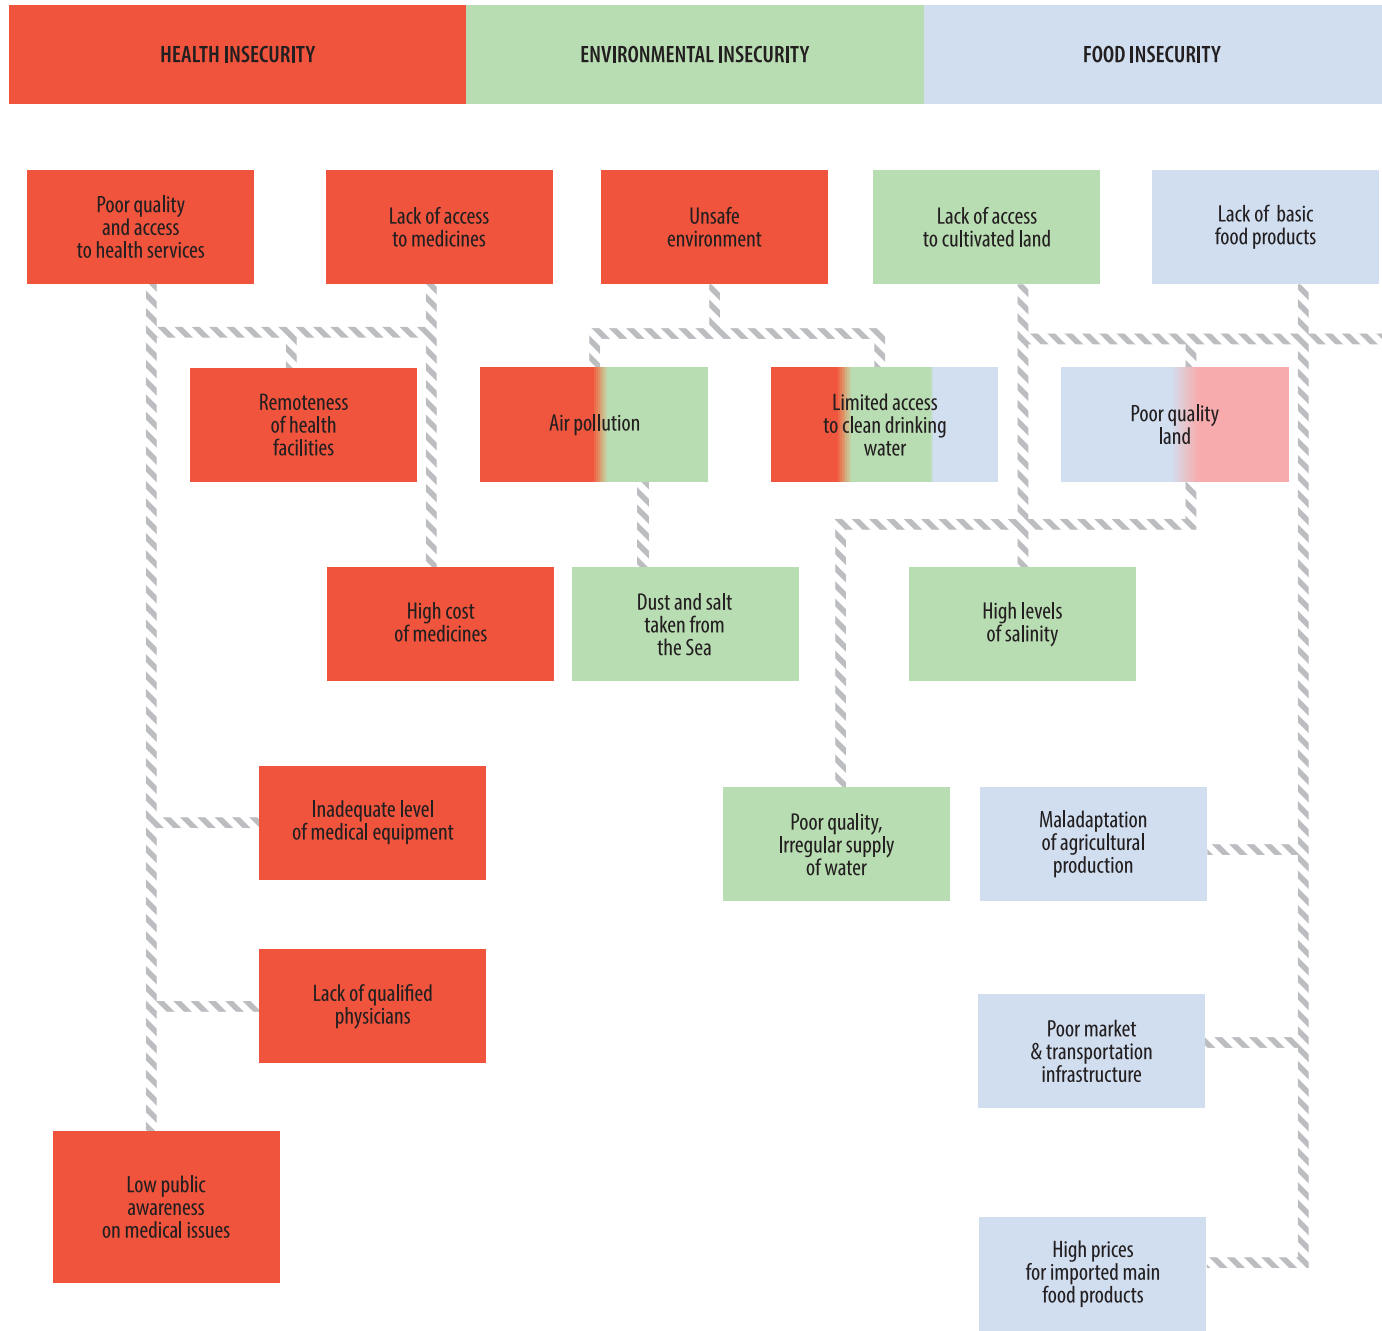 HEALTH INSECURITY
ENVIRONMENTAL INSECURITY
FOOD INSECURITY
Poor quality
and access
to health services
Lack of access
to medicines
Unsafe
environment
Lack of access
to cultivated land
Lack of basic
food products
Remoteness
of health
facilities
Air pollution
Limited access
to clean drinking
water
Poor quality
land
High cost
of medicines
Dust and salt
taken from
the Sea
High levels
of salinity
Inadequate level
of medical equipment
Poor quality,
Irregular supply
of water
Maladaptation
of agricultural
production
Lack of qualified
physicians
Poor market
& transportation
infrastructure
Low public
awareness
on medical issues
High prices
for imported main
food products